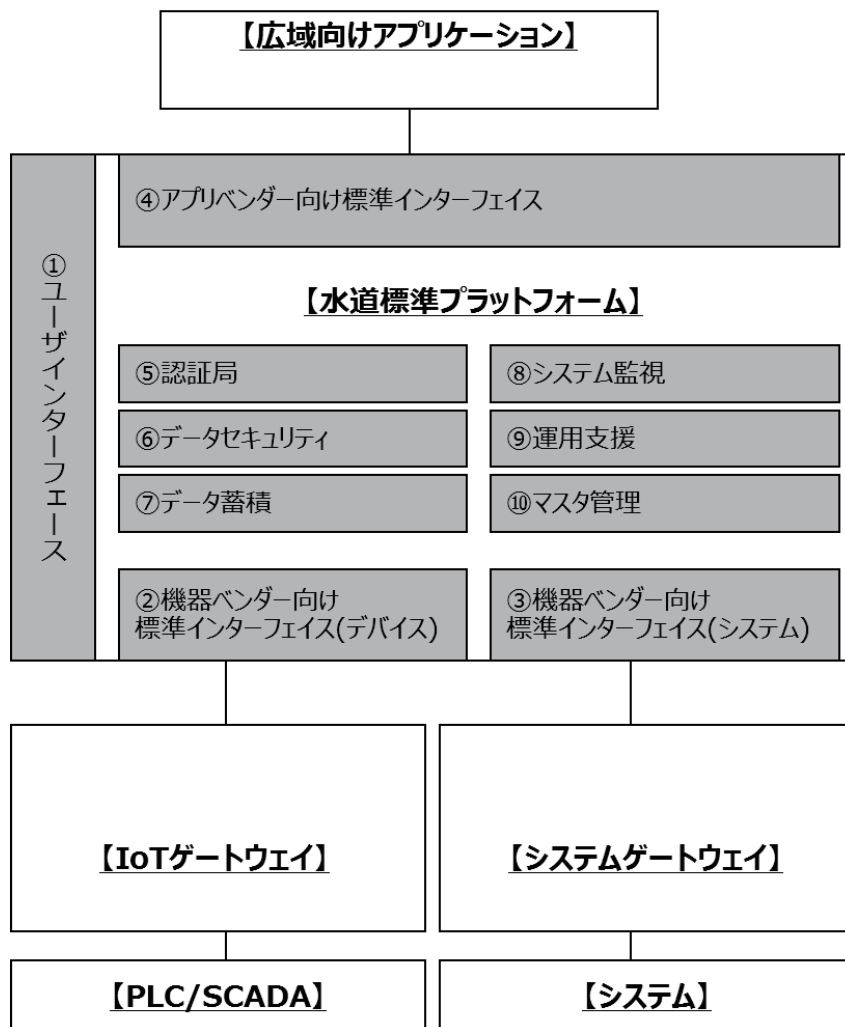 【広域向けアプリケーション】
①ユーザインターフェース
④アプリベンダー向け標準インターフェイス
【水道標準プラットフォーム】
⑤認証局
⑧システム監視
⑥データセキュリティ
⑨運用支援
⑦データ蓄積
⑩マスタ管理
②機器ベンダー向け
標準インターフェイス(デバイス)
③機器ベンダー向け
標準インターフェイス(システム)
【IoTゲートウェイ】
【システムゲートウェイ】
【PLC/SCADA】
【システム】